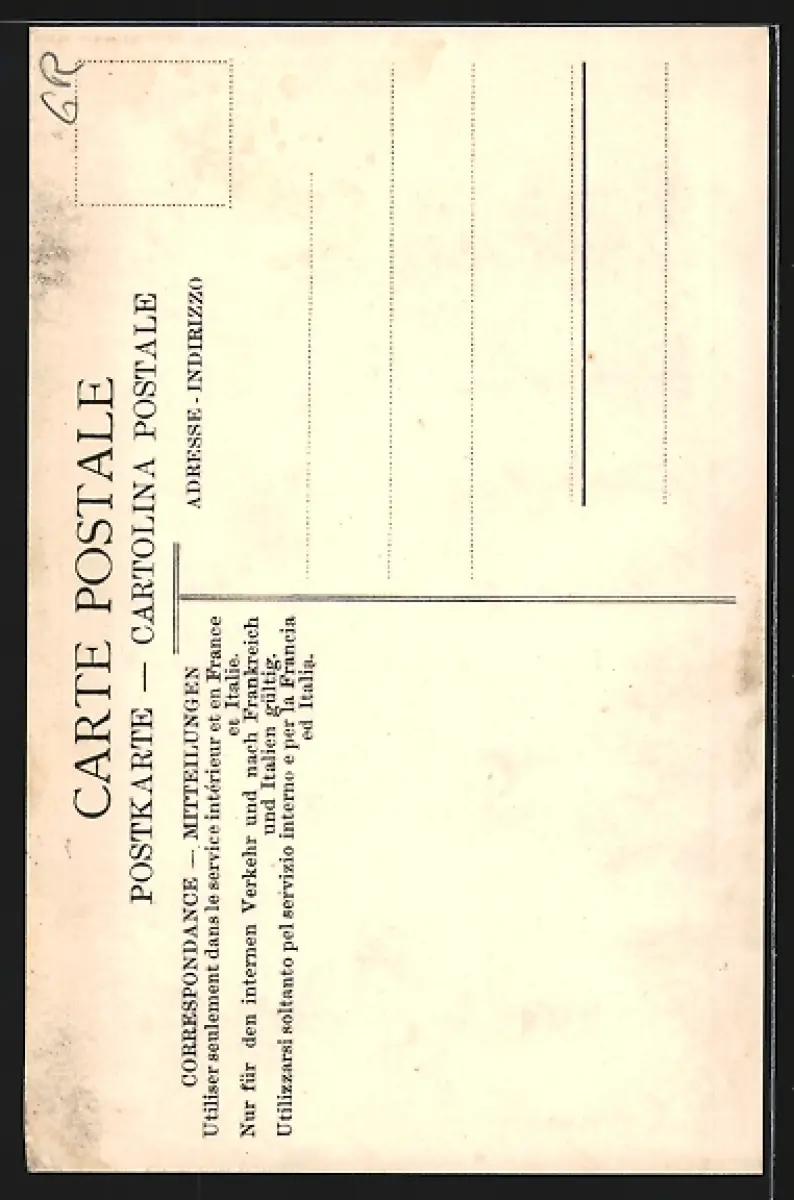 GR
CARTE POSTALE
POSTKARTE — CARTOLINA POSTALE
CORRESPONDANCE — MITTEILUNGEN
Utiliser seulement dans le service intérieur et en France
et Italie.
Nur für den internen Verkehr und nach Frankreich
und Italien gültig.
Utilizzarsi soltanto pel servizio interno e per la Francia
ed Italia.
ADRESSE - INDIRIZZO